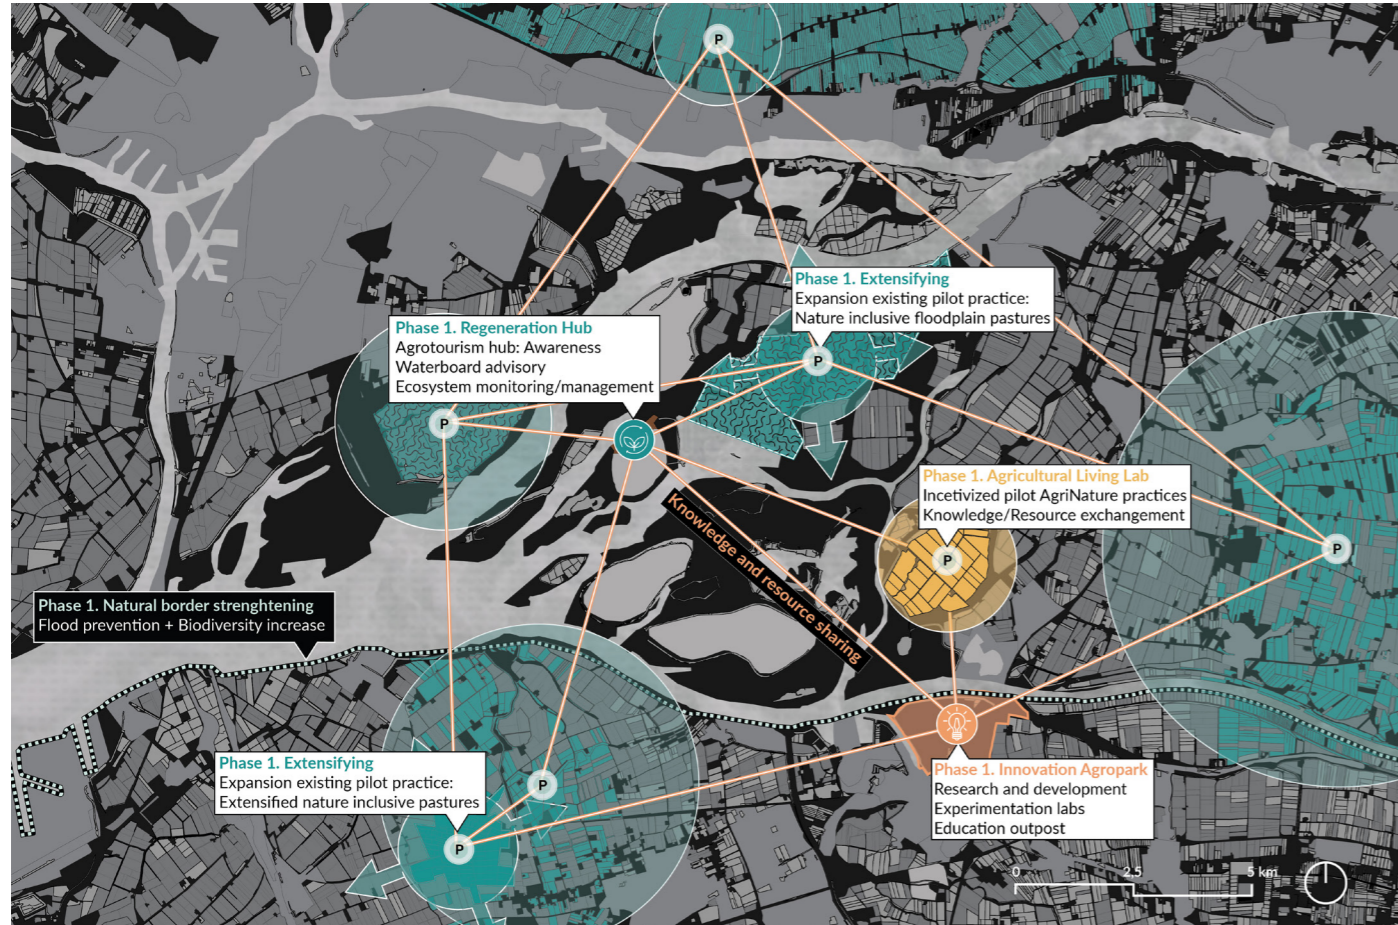 P
Phase 1. Extensifying
Expansion existing pilot practice:
Nature inclusive floodplain pastures
P
Phase 1. Regeneration Hub
Agrotourism hub: Awareness
Waterboard advisory
Ecosystem monitoring/management
P
Phase 1. Agricultural Living Lab
Incetivized pilot AgriNature practices
Knowledge/Resource exchangement
P
P
Knowledge and resource sharing
Phase 1. Natural border strenghtening
Flood prevention + Biodiversity increase
Phase 1. Extensifying
Expansion existing pilot practice:
Extensified nature inclusive pastures
P
P
Phase 1. Innovation Agropark
Research and development
Experimentation labs
Education outpost
0 2.5 5 km